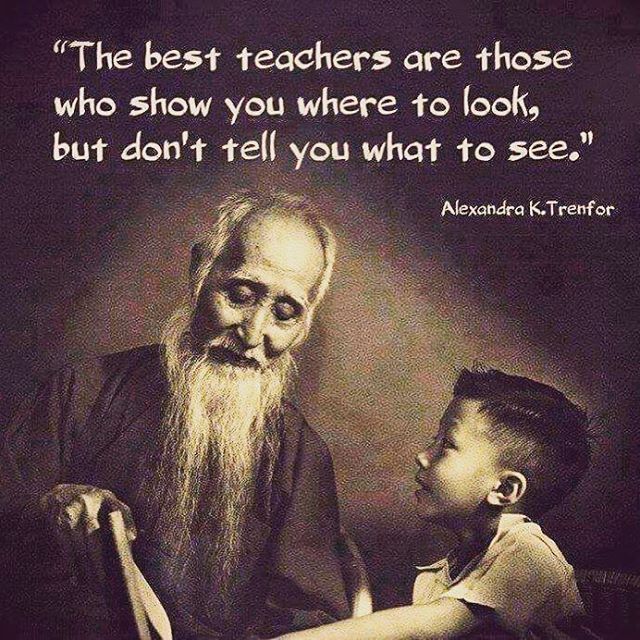 “The best teachers are those
who show you where to look,
but don't tell you what to see."
Alexandra K.Trenfor